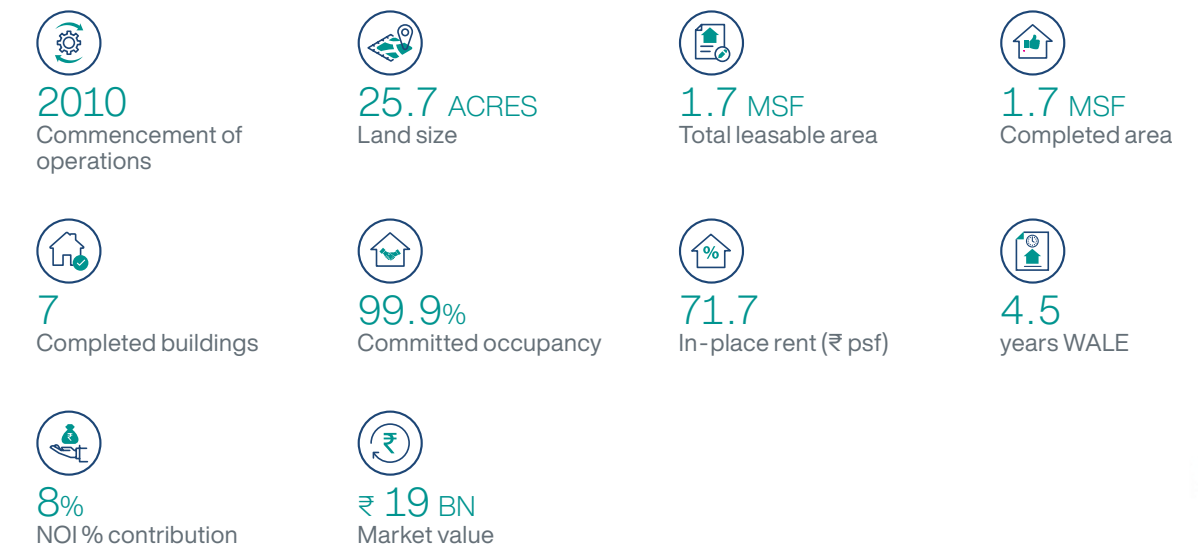 2010
Commencement of
operations
25.7 ACRES
Land size
1.7 MSF
Total leasable area
1.7 MSF
Completed area
7
Completed buildings
99.9%
Committed occupancy
%
71.7
In-place rent (₹ psf)
4.5
years WALE
₹
8%
NOI % contribution
₹
₹ 19 BN
Market value